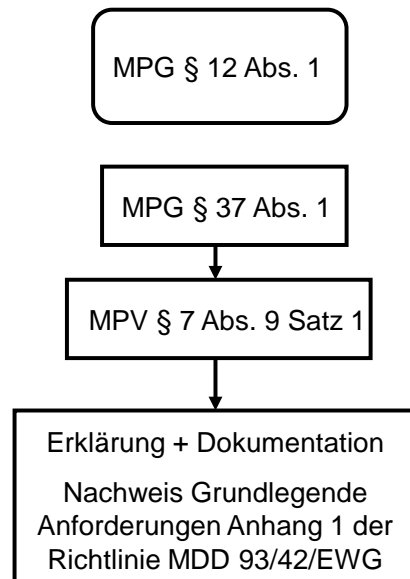 MPG § 12 Abs. 1
MPG § 37 Abs. 1
MPV § 7 Abs. 9 Satz 1
Erklärung + Dokumentation
Nachweis Grundlegende
Anforderungen Anhang 1 der
Richtlinie MDD 93/42/EWG